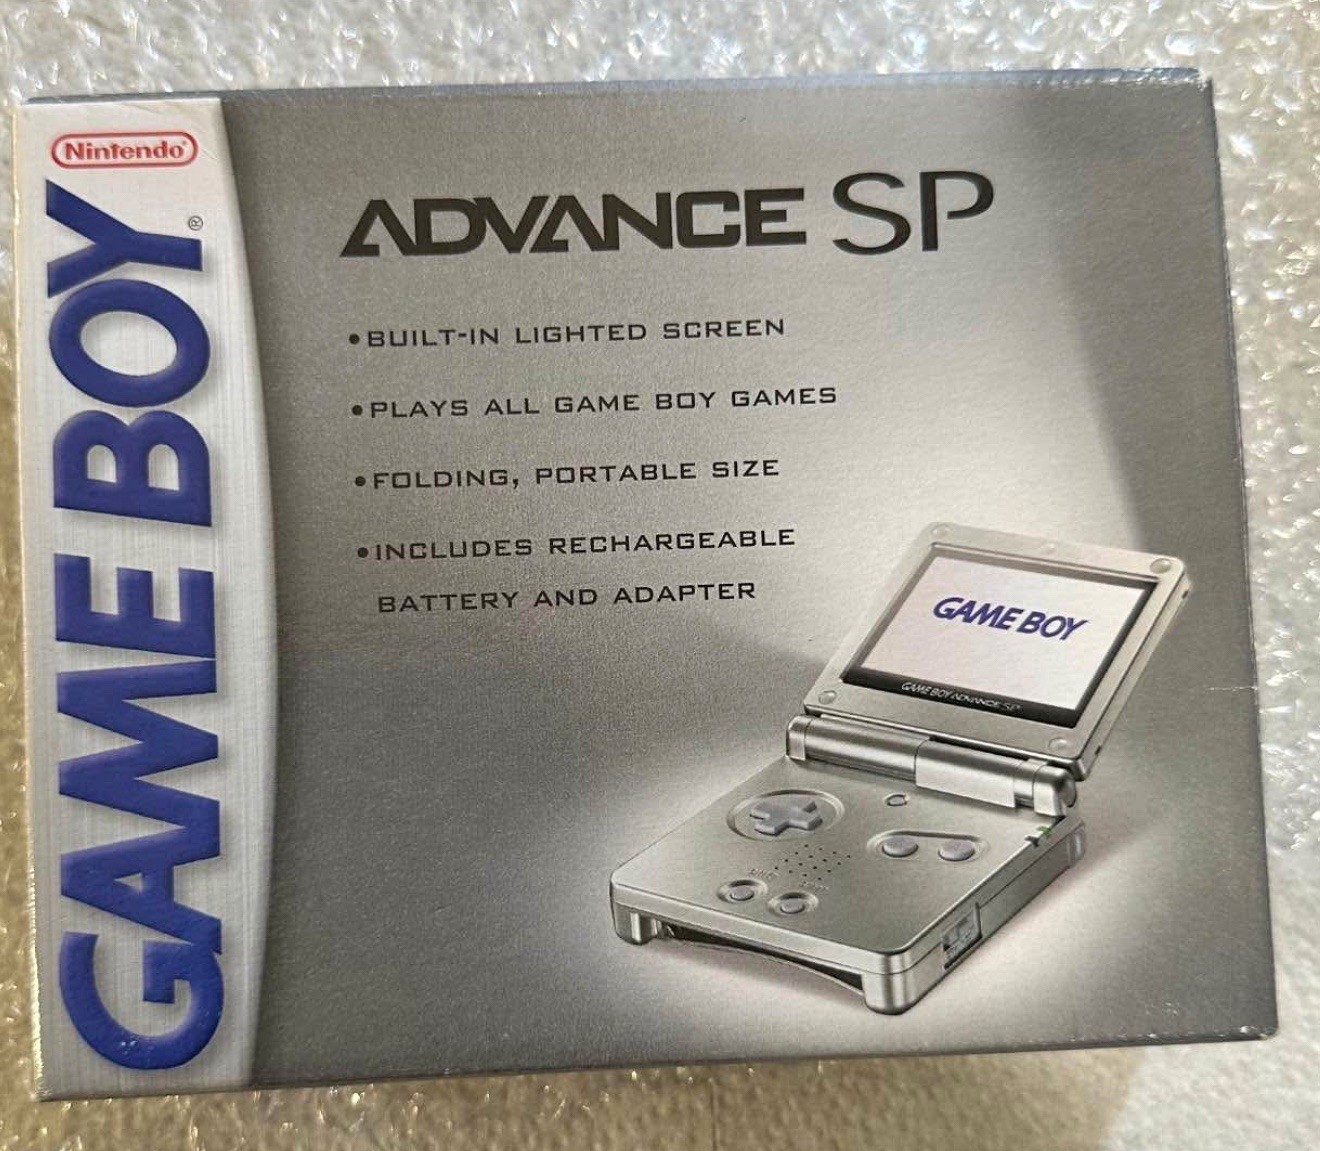 Nintendo®
GAME BOY®
ADVANCE SP
•BUILT-IN LIGHTED SCREEN
•PLAYS ALL GAME BOY GAMES
•FOLDING, PORTABLE SIZE
•INCLUDES RECHARGEABLE
BATTERY AND ADAPTER
GAME BOY
GAME BOY ADVANCE SP